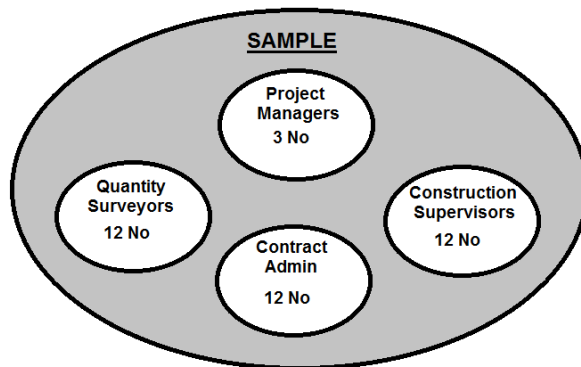 SAMPLE
Project
Managers
3 No
Quantity
Surveyors
12 No
Construction
Supervisors
12 No
Contract
Admin
12 No